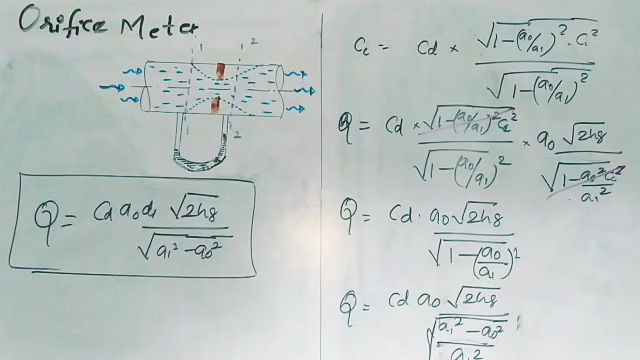 Orifice Meter
1 2
1 2
Q = Cd a₀ a₁ √2hg / √a₁² − a₀²
Cc = Cd × √1−(a₀/a₁)² · Cc² / √1−(a₀/a₁)²
Q = Cd × √1−(a₀/a₁)² Cc² / √1−(a₀/a₁)² × a₀ √2hg / √1−a₀² Cc² / a₁²
Q = Cd · a₀ √2hg / √1−(a₀/a₁)²
Q = Cd a₀ √2hg / √a₁² − a₀² / a₁²